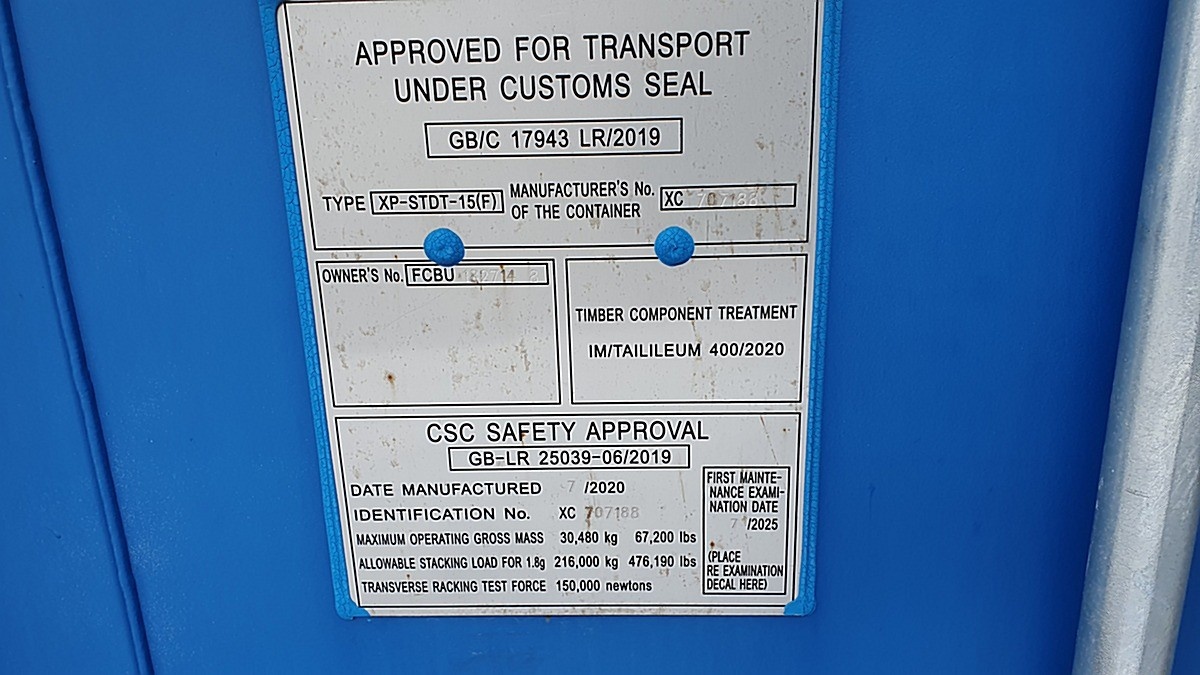 APPROVED FOR TRANSPORT
UNDER CUSTOMS SEAL
GB/C 17943 LR/2019
TYPE XP-STDT-15(F)
MANUFACTURER'S No.
OF THE CONTAINER
XC 707188
OWNER'S No. FCBU
TIMBER COMPONENT TREATMENT
IM/TAILILEUM 400/2020
CSC SAFETY APPROVAL
GB-LR 25039-06/2019
DATE MANUFACTURED 7 /2020
IDENTIFICATION No. XC 707188
MAXIMUM OPERATING GROSS MASS 30,480 kg 67,200 lbs
ALLOWABLE STACKING LOAD FOR 1.8g 216,000 kg 476,190 lbs
TRANSVERSE RACKING TEST FORCE 150,000 newtons
FIRST MAINTE-
NANCE EXAMI-
NATION DATE
7 /2025
(PLACE
RE EXAMINATION
DECAL HERE)